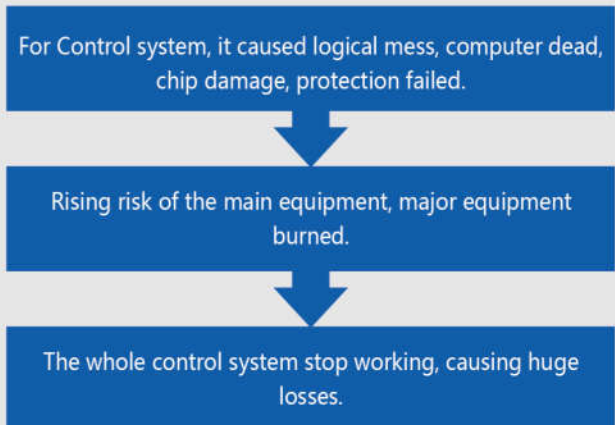 For Control system, it caused logical mess, computer dead,
chip damage, protection failed.
Rising risk of the main equipment, major equipment
burned.
The whole control system stop working, causing huge
losses.